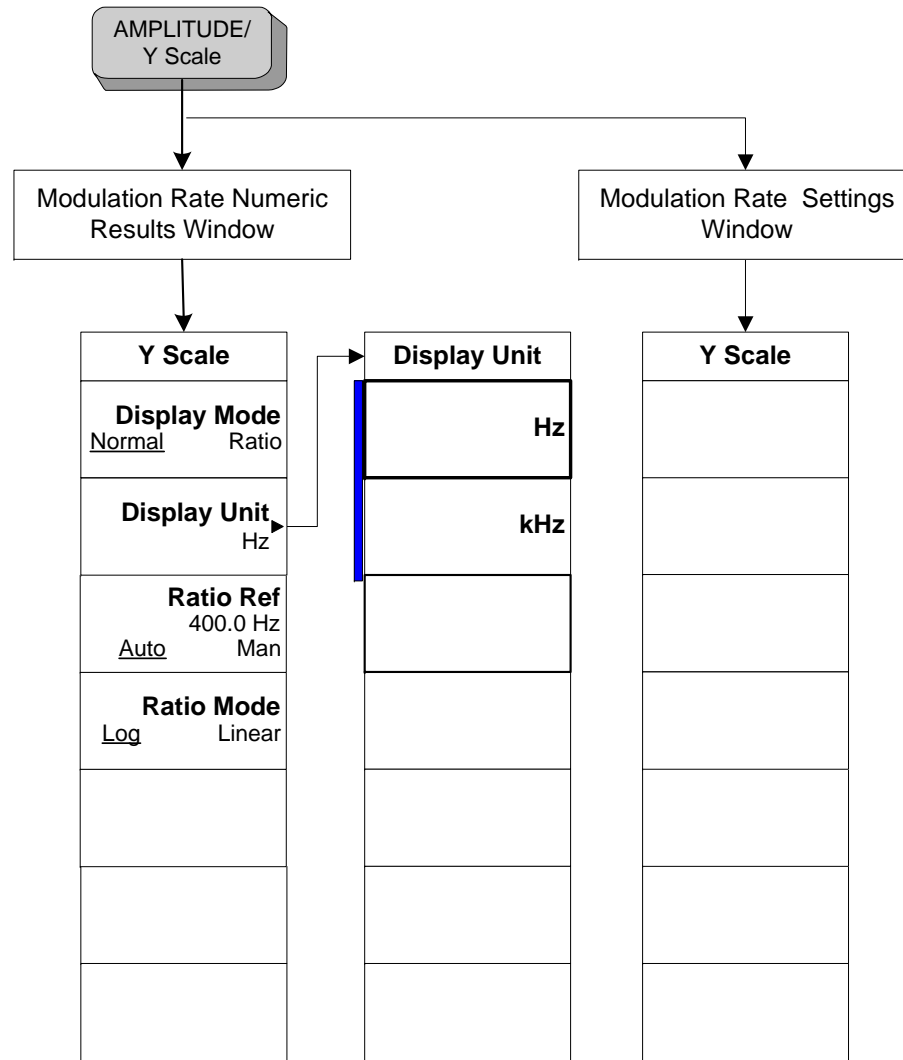 AMPLITUDE/
Y Scale
Modulation Rate Numeric
Results Window
Modulation Rate Settings
Window
Y Scale
Display Mode
Normal Ratio
Display Unit
Hz
Ratio Ref
400.0 Hz
Auto Man
Ratio Mode
Log Linear
Display Unit
Hz
kHz
Y Scale